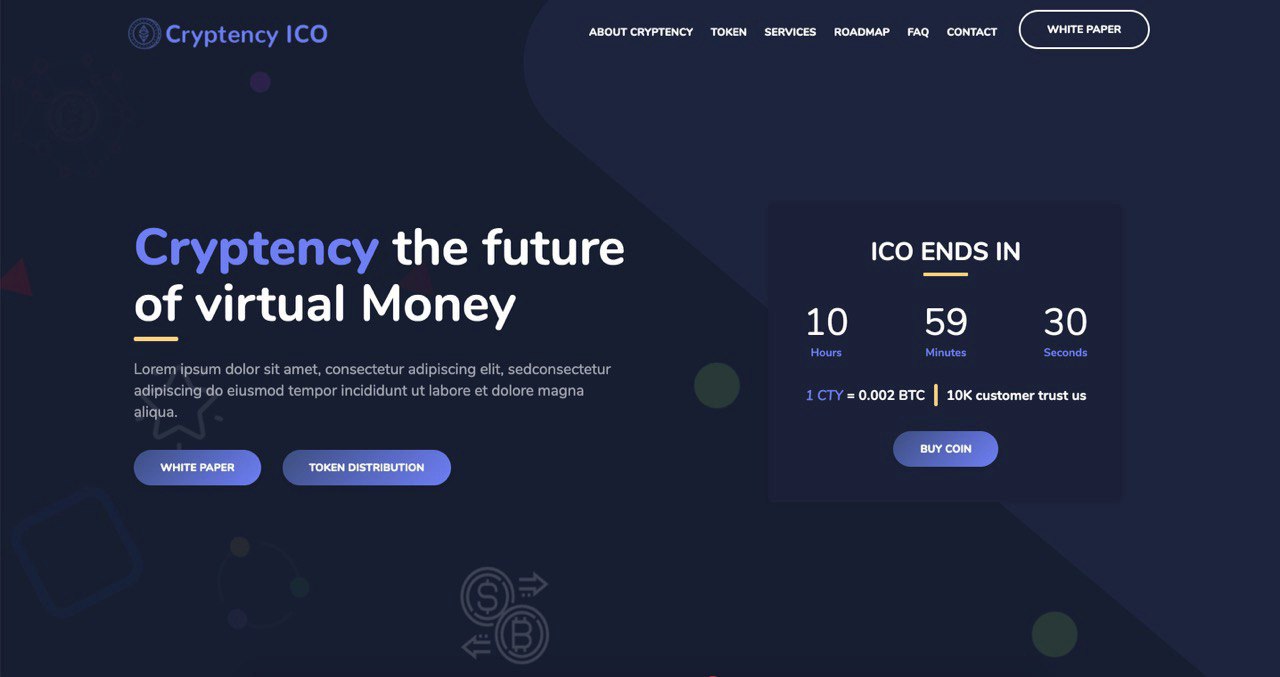 Cryptency ICO
ABOUT CRYPTENCY TOKEN SERVICES ROADMAP FAQ CONTACT WHITE PAPER
Cryptency the future
of virtual Money
Lorem ipsum dolor sit amet, consectetur adipiscing elit, sedconsectetur
adipiscing do eiusmod tempor incididunt ut labore et dolore magna
aliqua.
WHITE PAPER TOKEN DISTRIBUTION
ICO ENDS IN
10 59 30
Hours Minutes Seconds
1 CTY = 0.002 BTC 10K customer trust us
BUY COIN